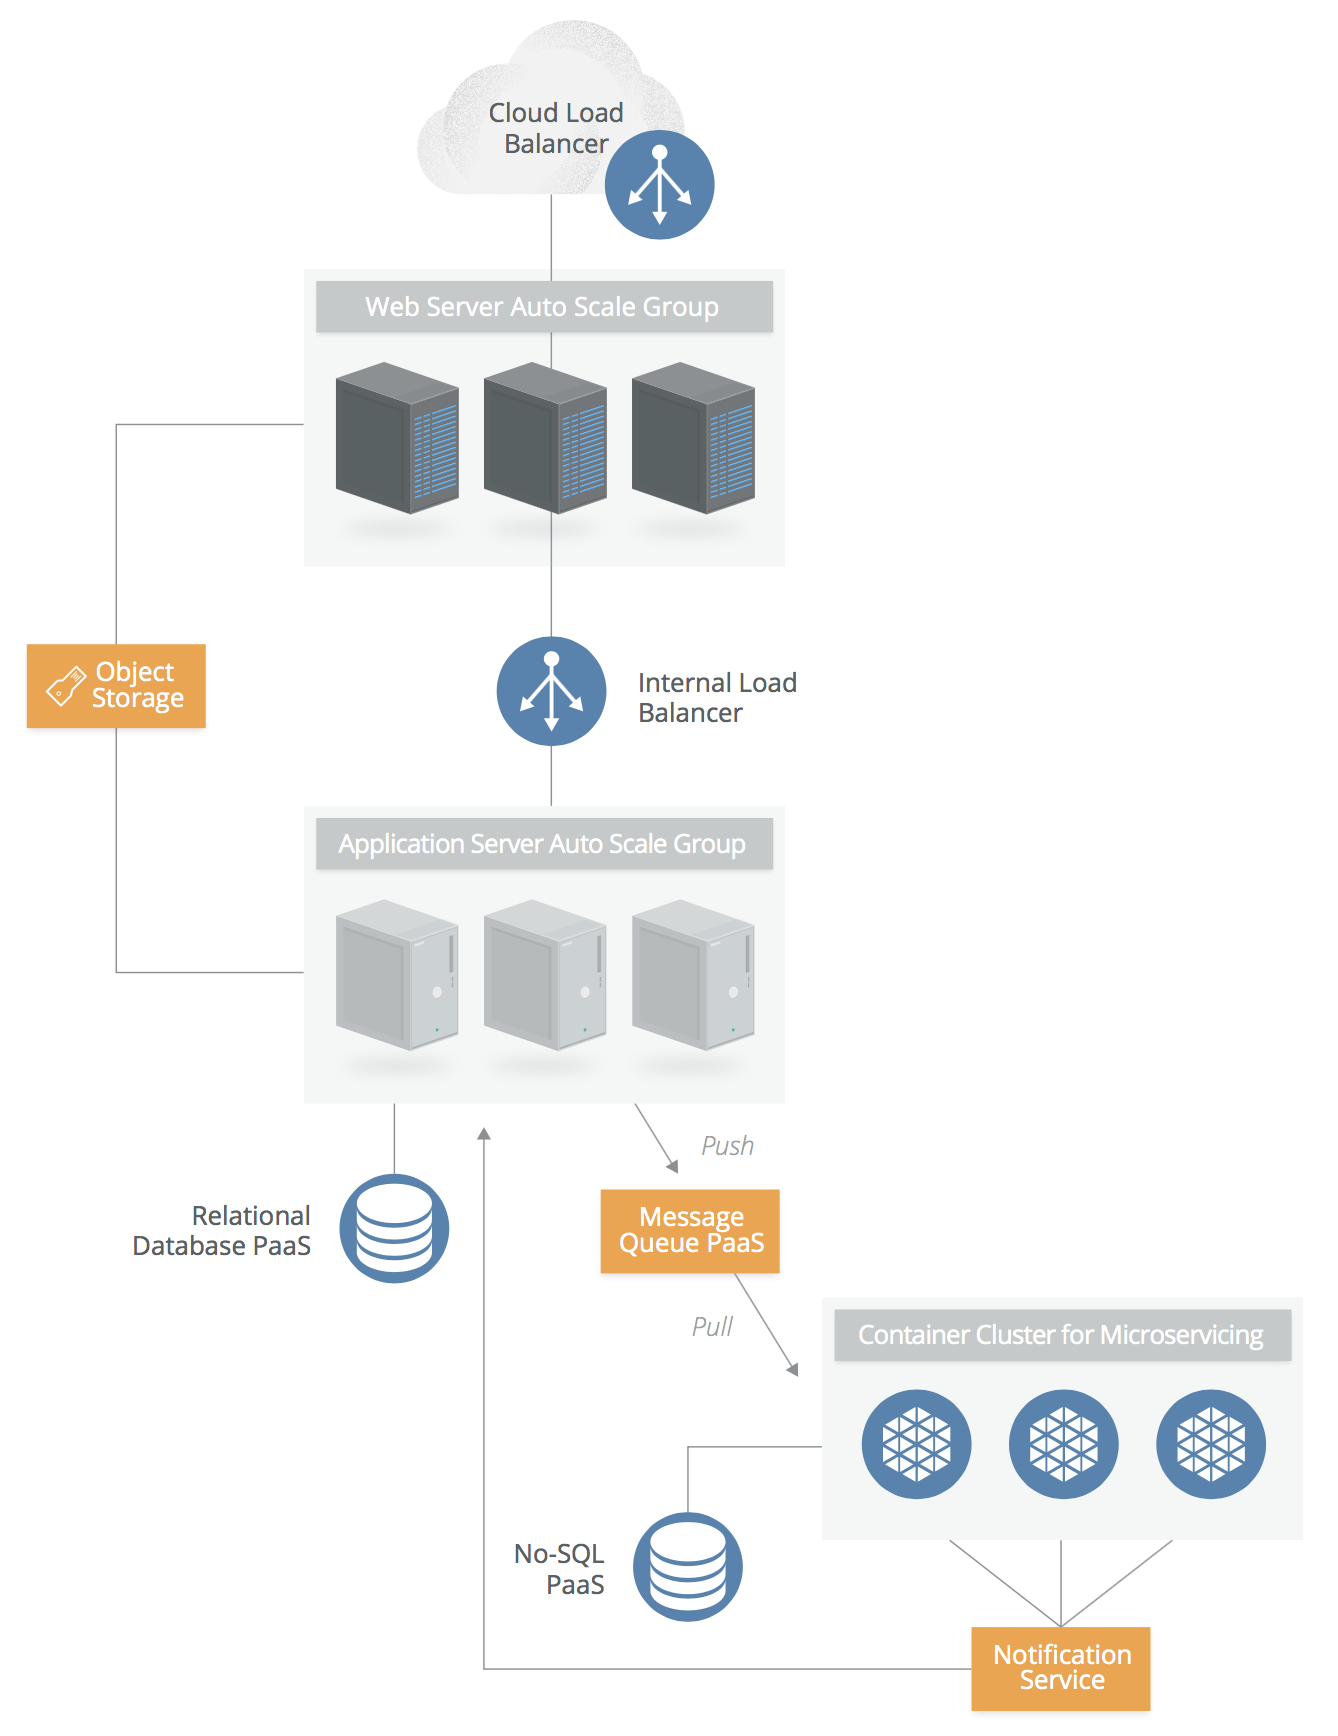 Cloud Load
Balancer
Web Server Auto Scale Group
Object
Storage
Internal Load
Balancer
Application Server Auto Scale Group
Push
Relational
Database PaaS
Message
Queue PaaS
Pull
Container Cluster for Microservicing
No-SQL
PaaS
Notification
Service